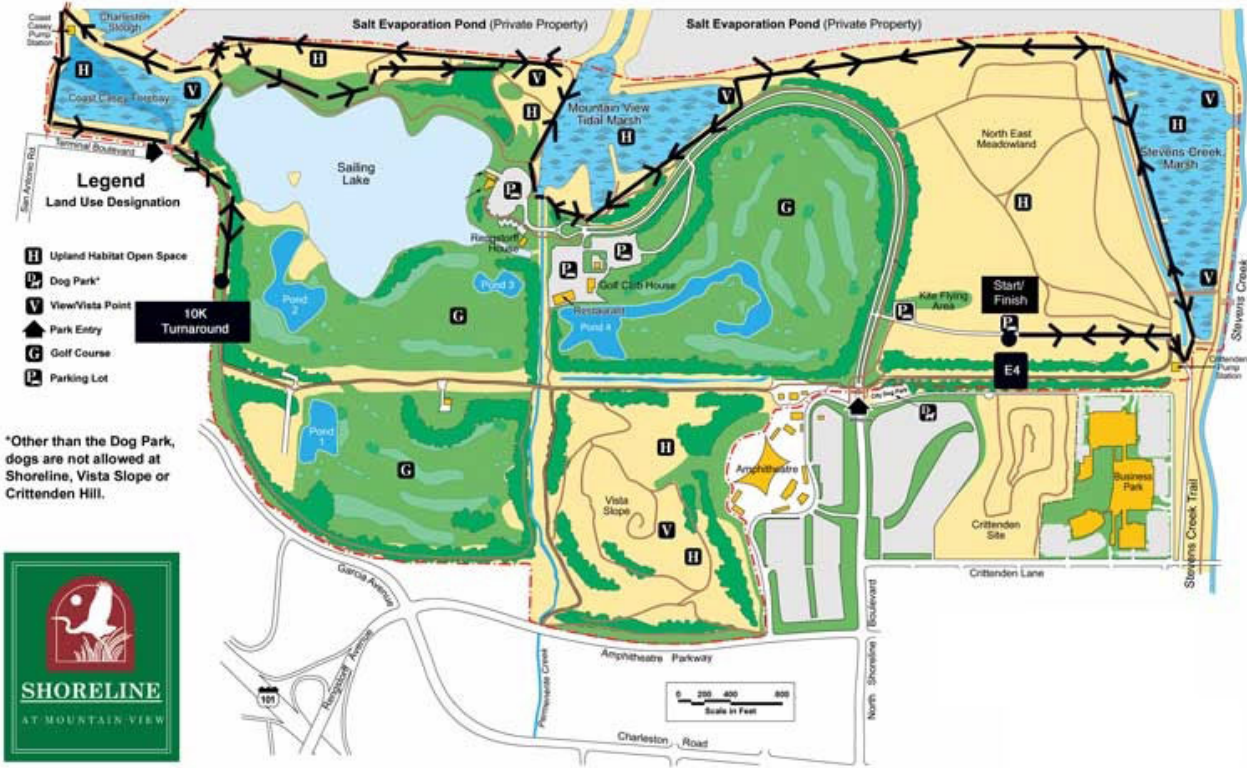 Coast
Casey
Pump
Station
Charleston
Slough
Salt Evaporation Pond (Private Property)
Salt Evaporation Pond (Private Property)
H
Coast Casey Forebay
V
H
V
H
Mountain View
Tidal Marsh
H
V
North East
Meadowland
H
V
H
Stevens Creek
Marsh
V
San Antonio Rd
Terminal Boulevard
Sailing
Lake
P
Rengstorff
House
P
P
Golf Club House
Restaurant
G
Pond
2
Pond 3
Pond 4
G
Kite Flying
Area
P
Start/
Finish
P
E4
Stevens Creek
Crittenden
Pump
Station
Legend
Land Use Designation
H Upland Habitat Open Space
Dog Park*
V View/Vista Point
Park Entry
G Golf Course
P Parking Lot
10K
Turnaround
*Other than the Dog Park,
dogs are not allowed at
Shoreline, Vista Slope or
Crittenden Hill.
Pond
1
G
H
Vista
Slope
V
H
Amphitheatre
City Dog Park
Crittenden
Site
Business
Park
Stevens Creek Trail
Crittenden Lane
Garcia Avenue
Rengstorff Avenue
101
Permanente Creek
Amphitheatre Parkway
North Shoreline Boulevard
0 200 400 800
Scale in Feet
Charleston Road
SHORELINE
AT MOUNTAIN VIEW